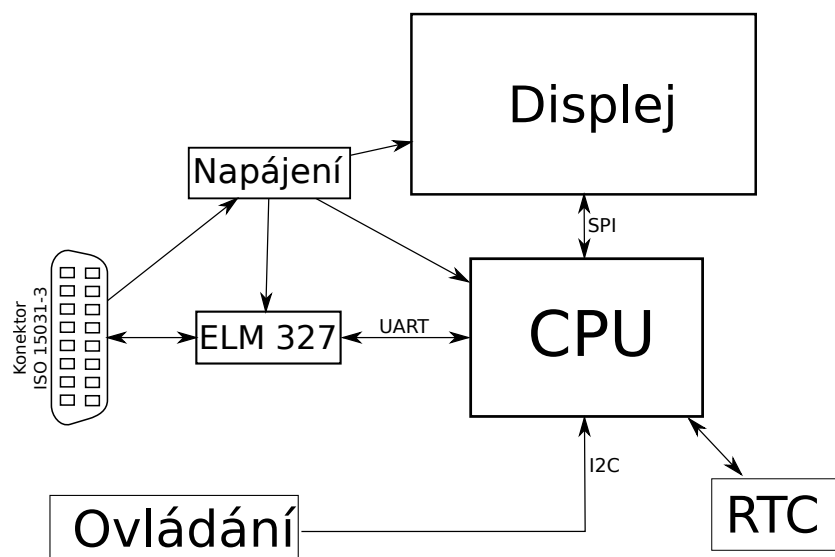 Displej
Napájení
SPI
Konektor
ISO 15031-3
ELM 327
UART
CPU
I2C
Ovládání
RTC